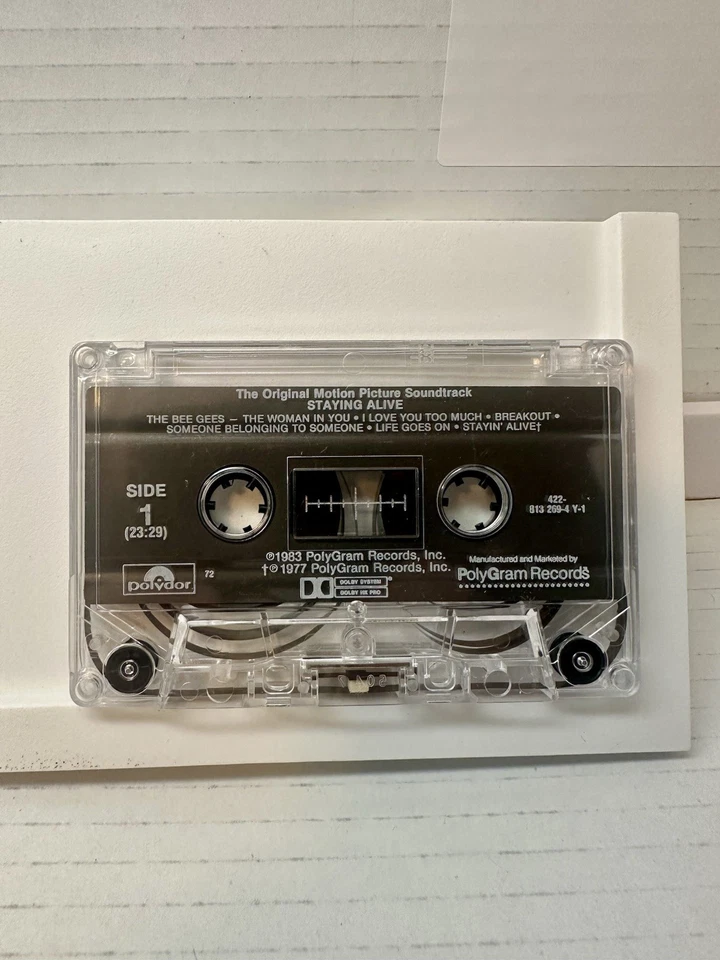 The Original Motion Picture Soundtrack
STAYING ALIVE
THE BEE GEES – THE WOMAN IN YOU • I LOVE YOU TOO MUCH • BREAKOUT •
SOMEONE BELONGING TO SOMEONE • LIFE GOES ON • STAYIN' ALIVE†
SIDE
1
(23:29)
422-
813 269-4 Y-1
℗1983 PolyGram Records, Inc.
†℗1977 PolyGram Records, Inc.
Manufactured and Marketed by
PolyGram Records
polydor
72
DOLBY SYSTEM®
DOLBY HX PRO